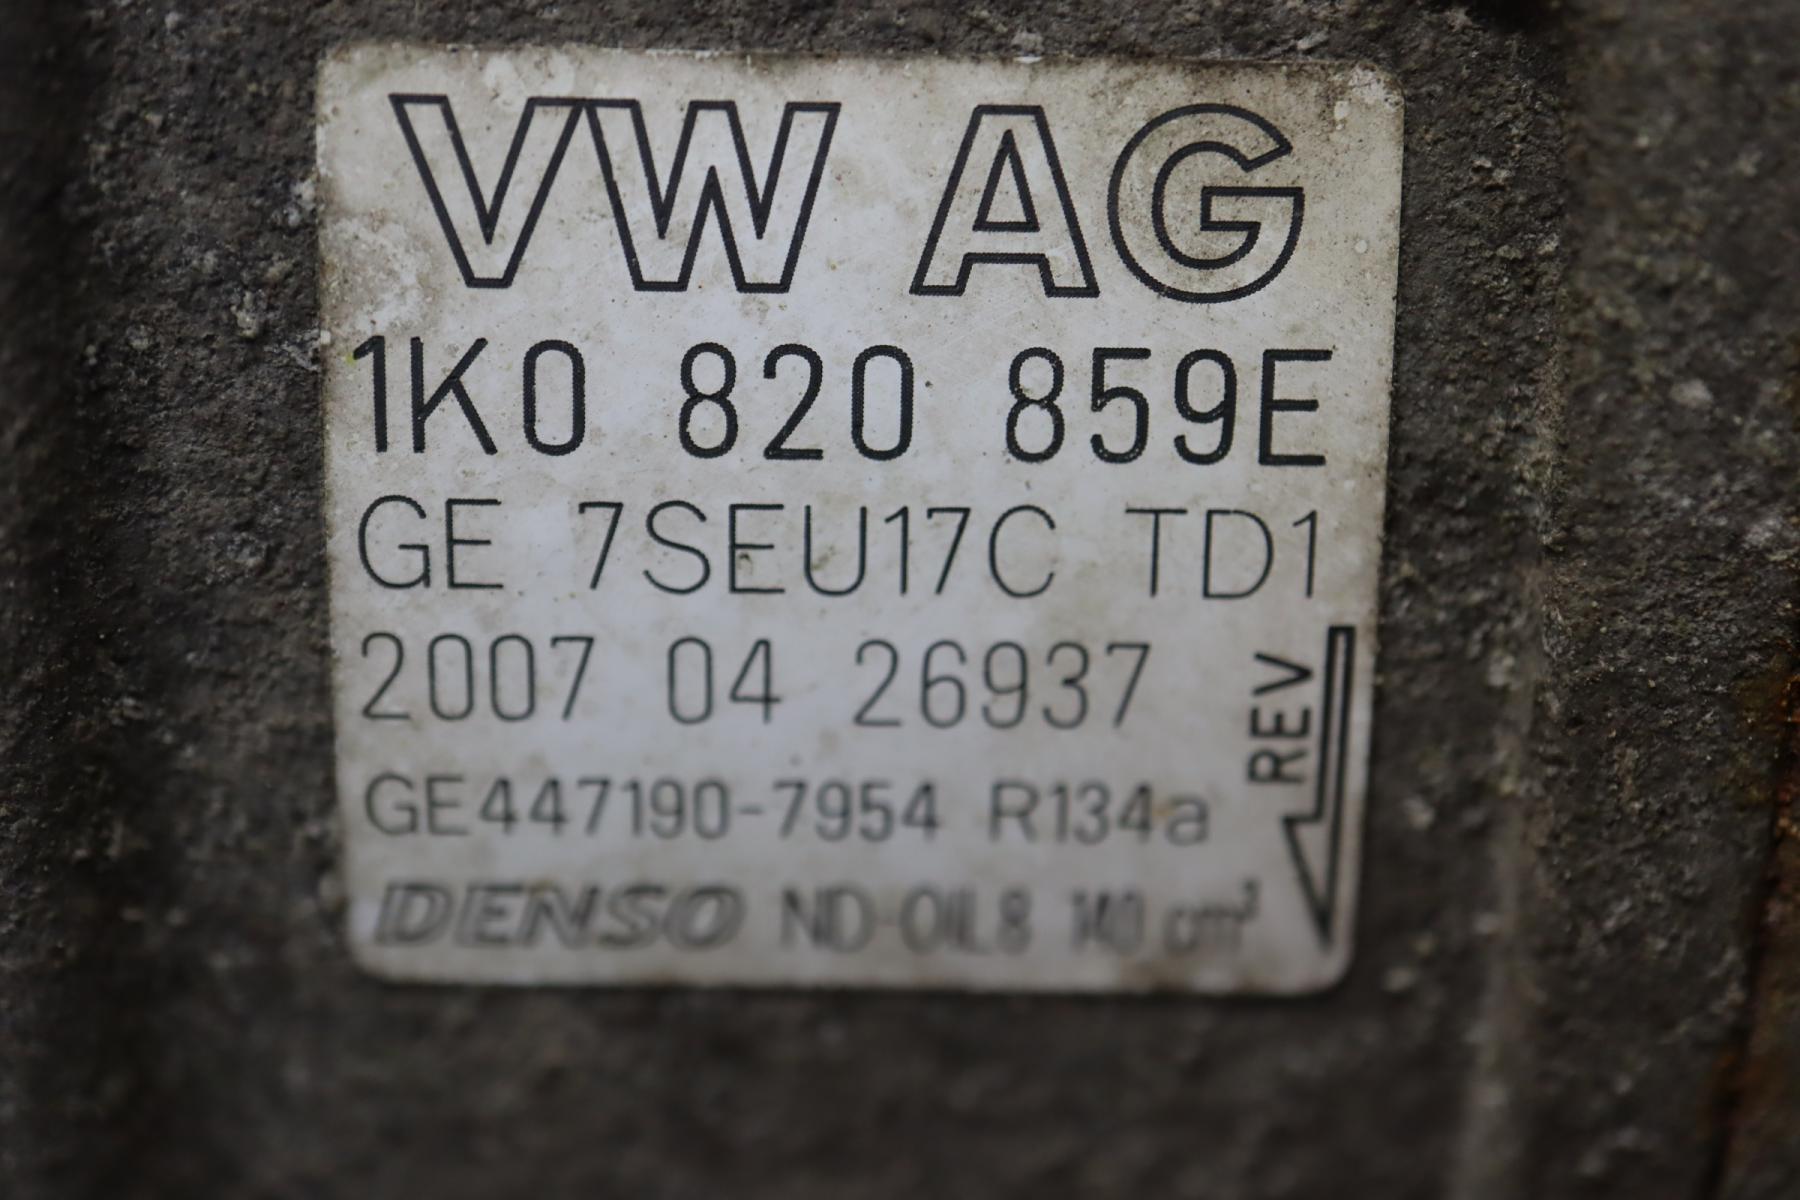 VW AG
1K0 820 859E
GE 7SEU17C TD1
2007 04 26937
REV
GE447190-7954 R134a
DENSO ND-OIL8 140 cm³